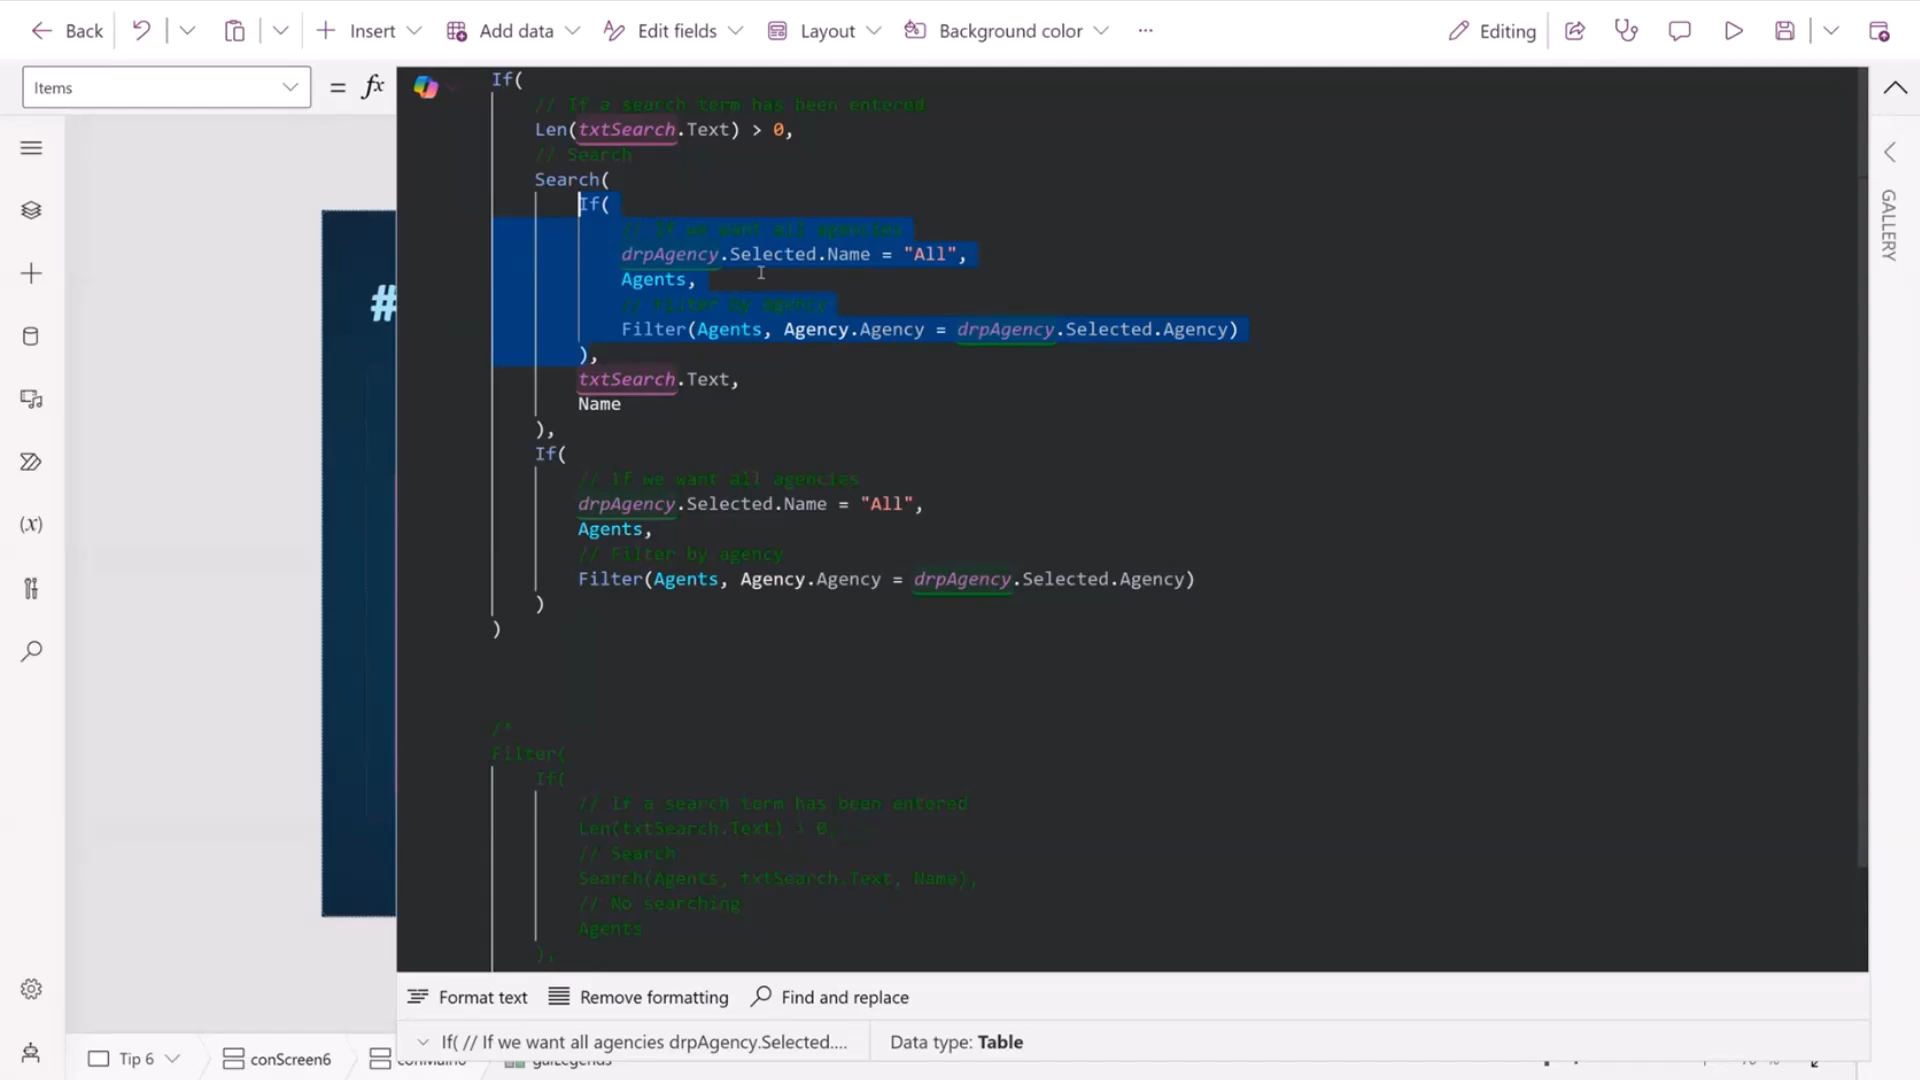 Back
Insert
Add data
Edit fields
Layout
Background color
...
Editing
Items
= fx
If(
// If a search term has been entered
Len(txtSearch.Text) > 0,
// Search
Search(
If(
// If we want all agencies
drpAgency.Selected.Name = "All",
Agents,
// Filter by agency
Filter(Agents, Agency.Agency = drpAgency.Selected.Agency)
),
txtSearch.Text,
Name
),
If(
// If we want all agencies
drpAgency.Selected.Name = "All",
Agents,
// Filter by agency
Filter(Agents, Agency.Agency = drpAgency.Selected.Agency)
)
)
/*
Filter(
If(
// If a search term has been entered
Len(txtSearch.Text) > 0,
// Search
Search(Agents, txtSearch.Text, Name),
// No searching
Agents
),
GALLERY
(x)
#
Format text
Remove formatting
Find and replace
If( // If we want all agencies drpAgency.Selected....
Data type: Table
Tip 6
conScreen6
conMain6
galLegends